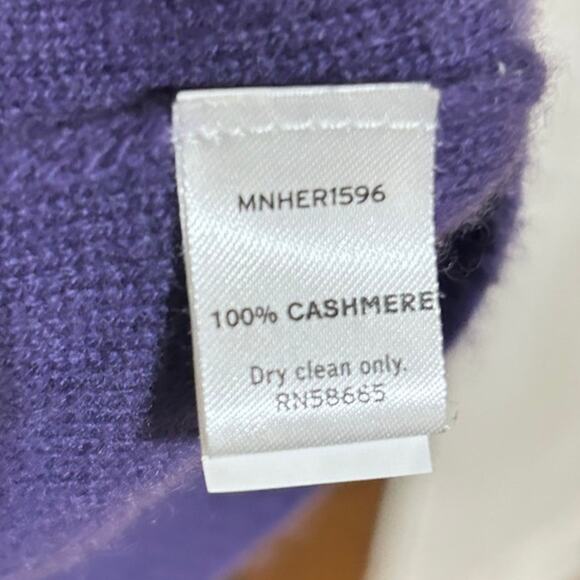 MNHER1596
100% CASHMERE
Dry clean only.
RN58665